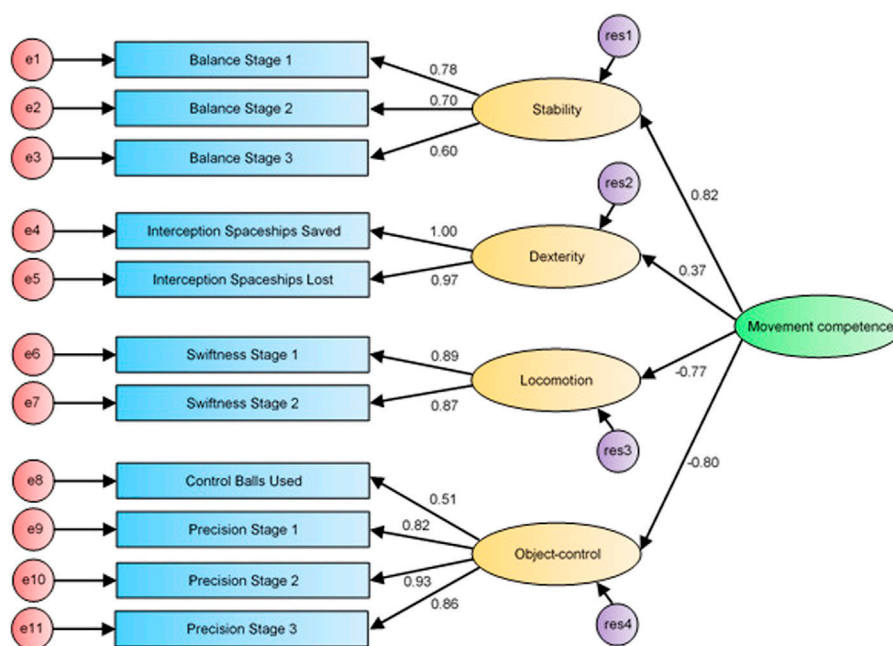 res1
e1
Balance Stage 1
0.78
e2
Balance Stage 2
0.70
Stability
e3
Balance Stage 3
0.60
res2
0.82
e4
Interception Spaceships Saved
1.00
Dexterity
e5
Interception Spaceships Lost
0.97
0.37
Movement competence
e6
Swiftness Stage 1
0.89
-0.77
Locomotion
e7
Swiftness Stage 2
0.87
res3
-0.80
e8
Control Balls Used
0.51
e9
Precision Stage 1
0.82
Object-control
e10
Precision Stage 2
0.93
e11
Precision Stage 3
0.86
res4